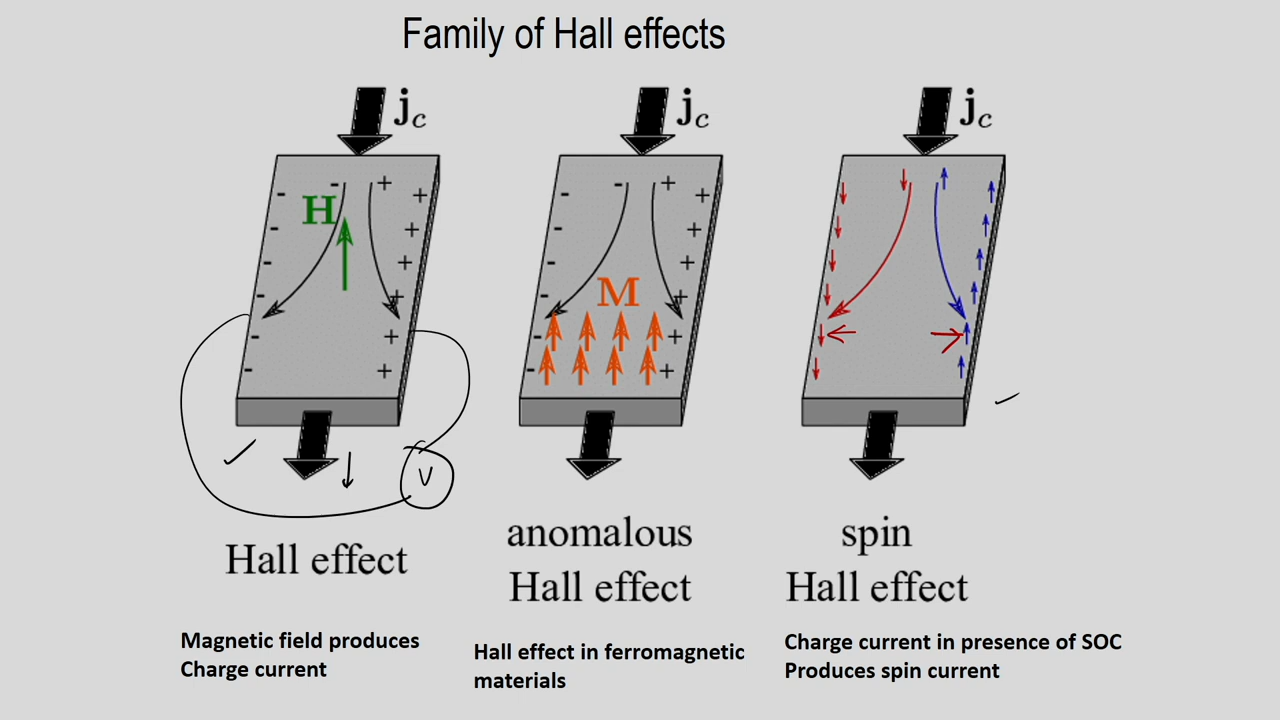 Family of Hall effects
jc
jc
jc
H
M
V
Hall effect
anomalous
Hall effect
spin
Hall effect
Magnetic field produces
Charge current
Hall effect in ferromagnetic
materials
Charge current in presence of SOC
Produces spin current